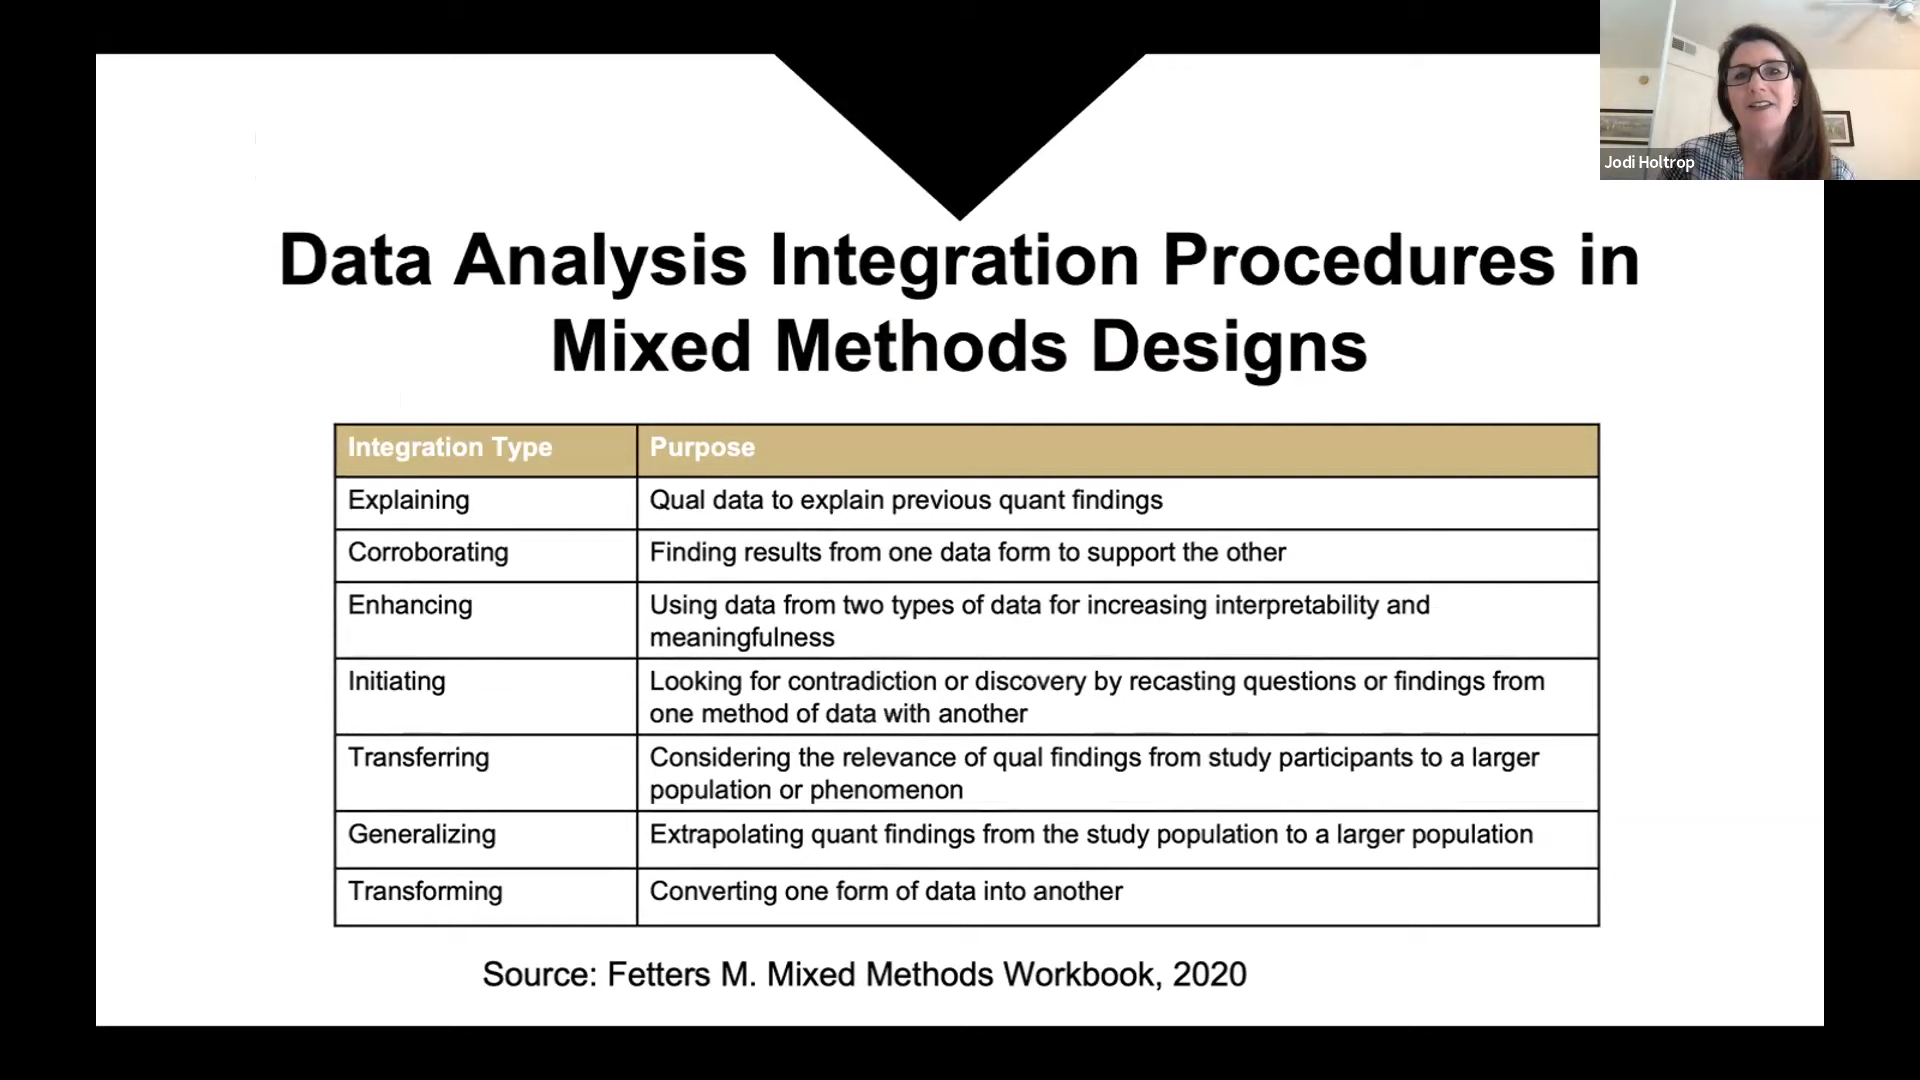 Jodi Holtrop
Data Analysis Integration Procedures in
Mixed Methods Designs
Integration Type
Purpose
Explaining
Qual data to explain previous quant findings
Corroborating
Finding results from one data form to support the other
Enhancing
Using data from two types of data for increasing interpretability and
meaningfulness
Initiating
Looking for contradiction or discovery by recasting questions or findings from
one method of data with another
Transferring
Considering the relevance of qual findings from study participants to a larger
population or phenomenon
Generalizing
Extrapolating quant findings from the study population to a larger population
Transforming
Converting one form of data into another
Source: Fetters M. Mixed Methods Workbook, 2020